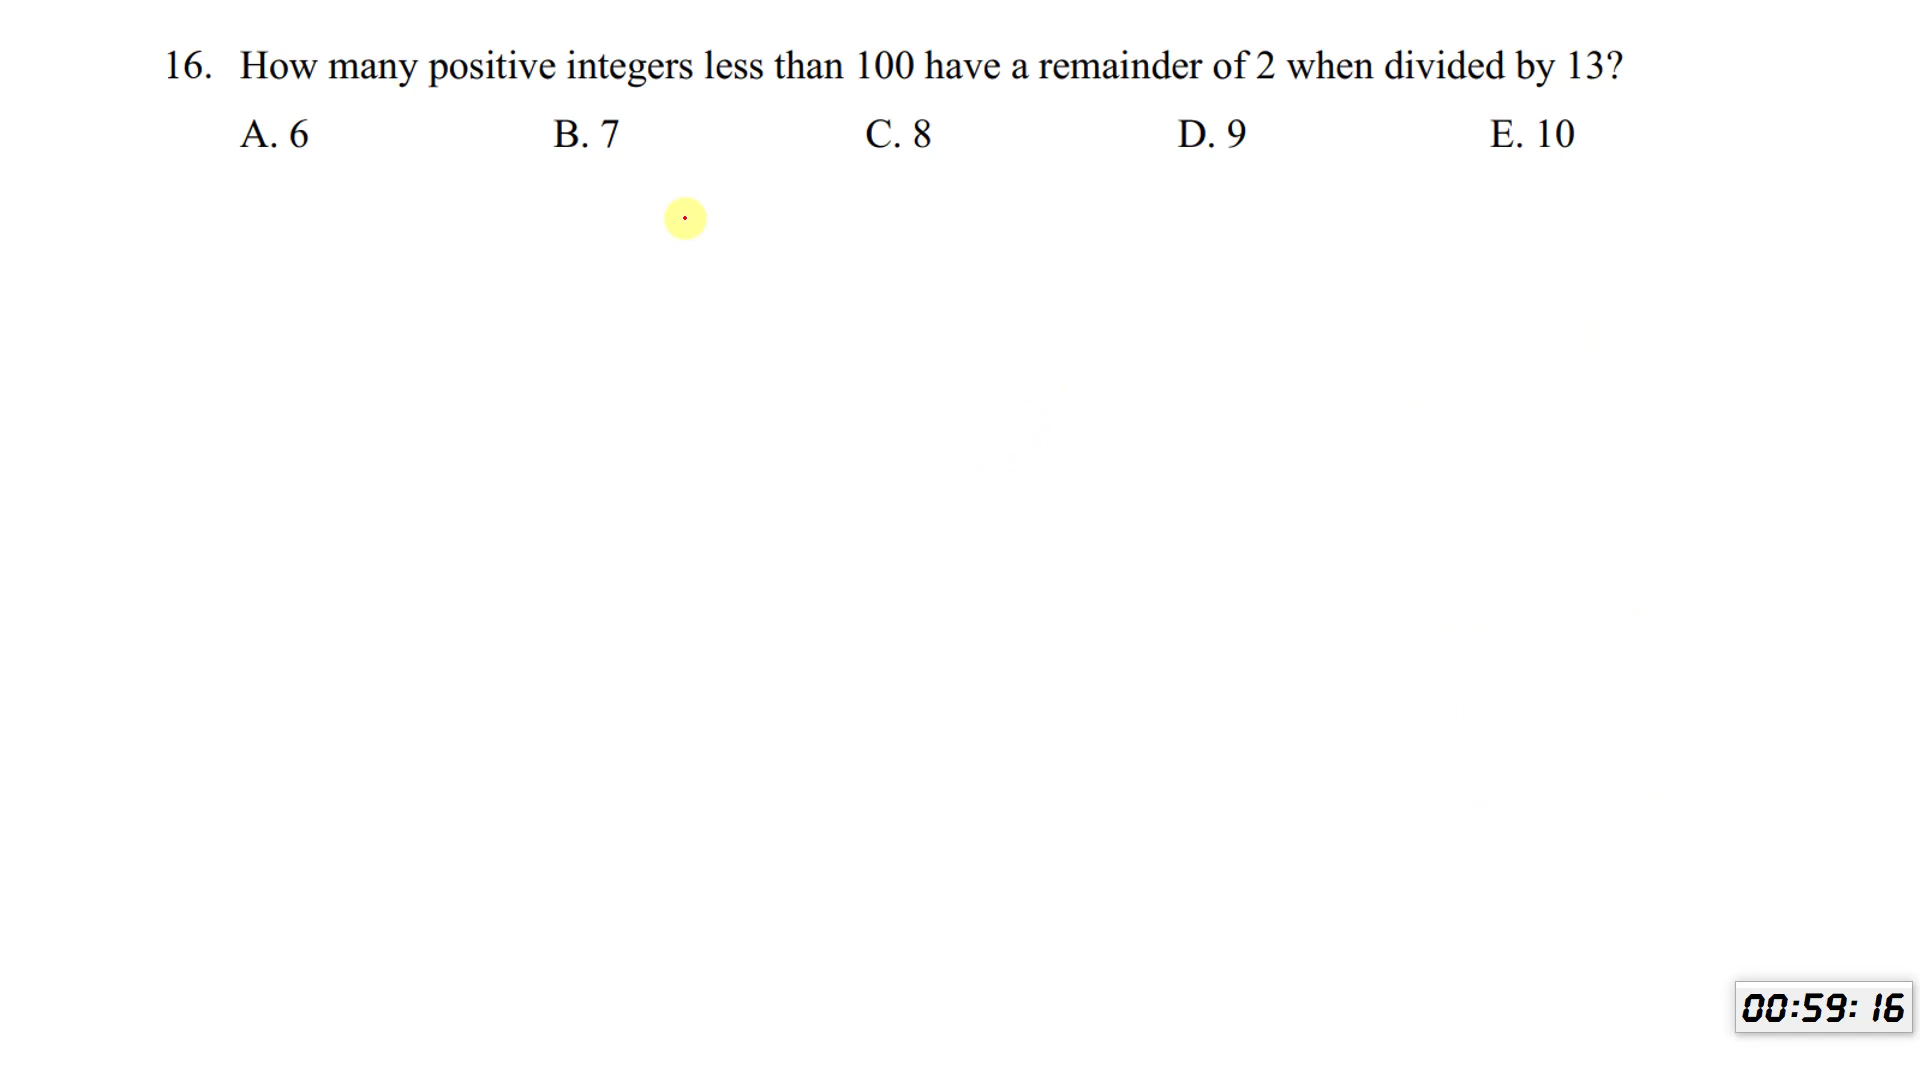 16. How many positive integers less than 100 have a remainder of 2 when divided by 13?
A. 6 B. 7 C. 8 D. 9 E. 10
00:59:16